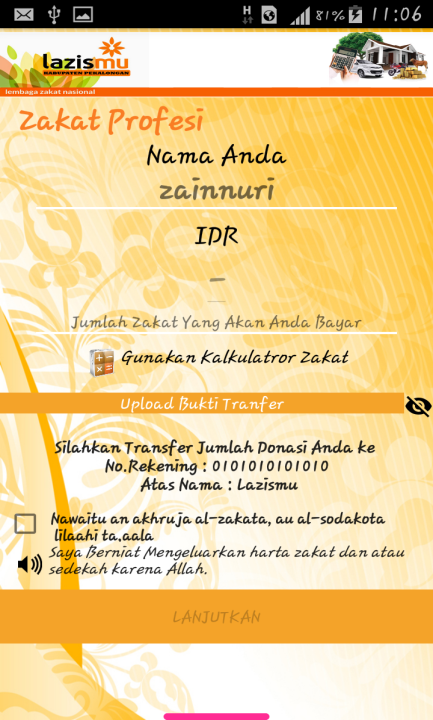 H 81% 11:06
lazismu
KABUPATEN PEKALONGAN
lembaga zakat nasional
Zakat Profesi
Nama Anda
zainnuri
IDR
_
Jumlah Zakat Yang Akan Anda Bayar
Gunakan Kalkulatror Zakat
Upload Bukti Tranfer
Silahkan Transfer Jumlah Donasi Anda ke
No.Rekening : 0101010101010
Atas Nama : Lazismu
Nawaitu an akhruja al-zakata, au al-sodakota
lilaahi ta,aala
Saya Berniat Mengeluarkan harta zakat dan atau
sedekah karena Allah.
LANJUTKAN